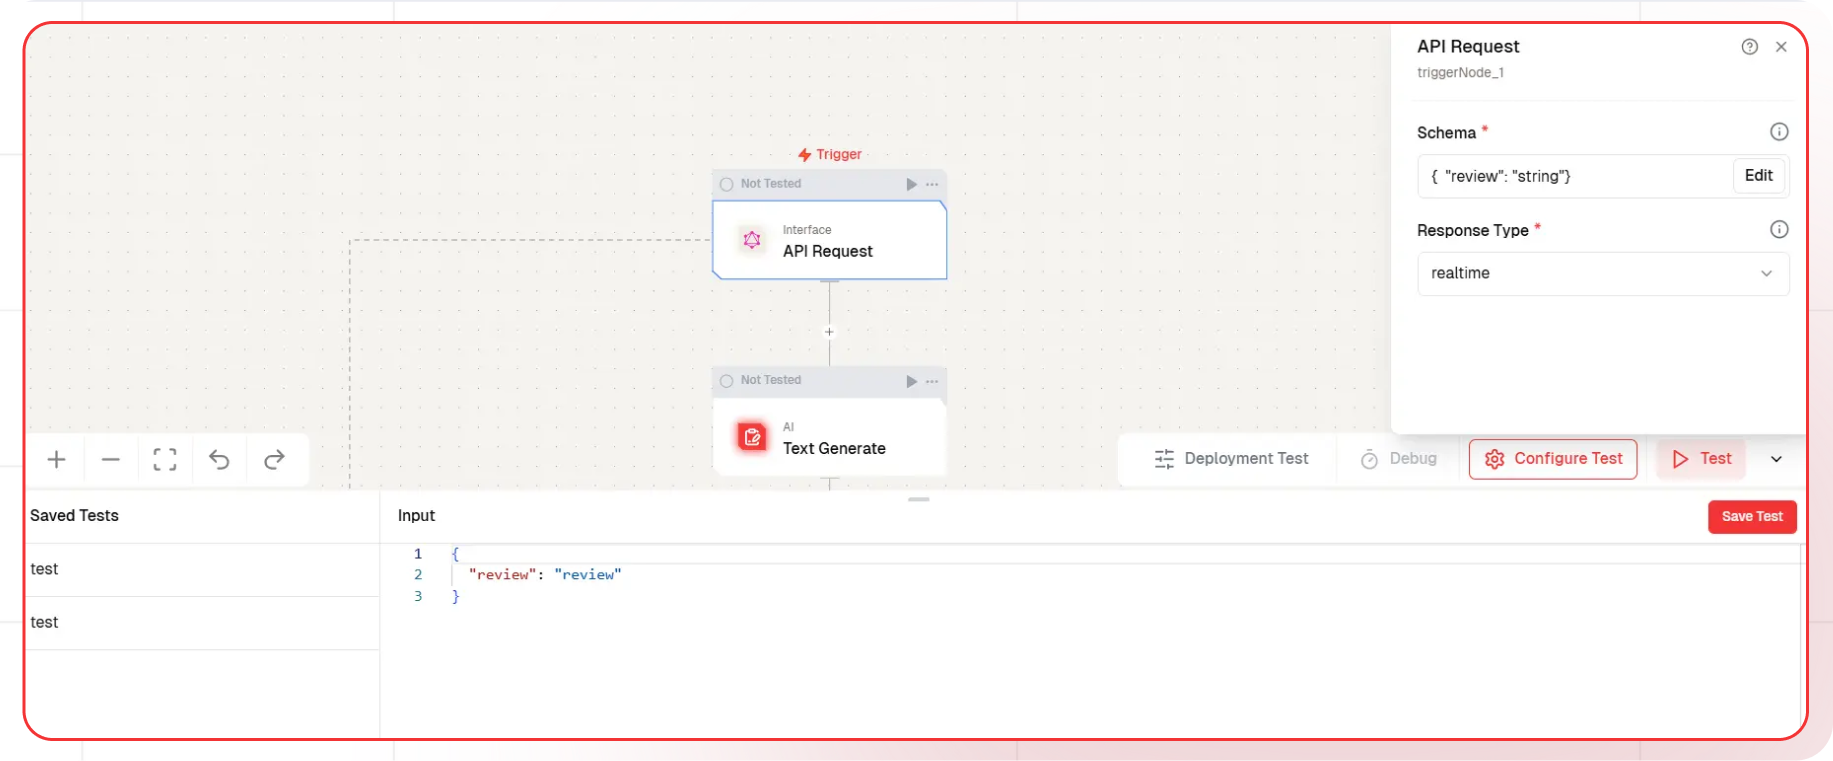 API Request
triggerNode_1
Schema *
{ "review": "string"}
Edit
Response Type *
realtime
Trigger
Not Tested
Interface
API Request
Not Tested
AI
Text Generate
Deployment Test
Debug
Configure Test
Test
Saved Tests
test
test
Input
Save Test
1 {
2 "review": "review"
3 }